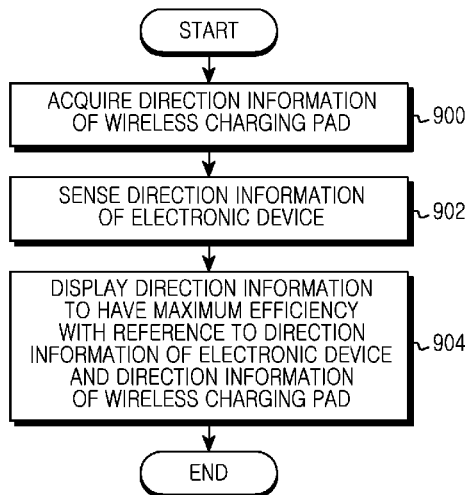 START
ACQUIRE DIRECTION INFORMATION
OF WIRELESS CHARGING PAD
900
SENSE DIRECTION INFORMATION
OF ELECTRONIC DEVICE
902
DISPLAY DIRECTION INFORMATION
TO HAVE MAXIMUM EFFICIENCY
WITH REFERENCE TO DIRECTION
INFORMATION OF ELECTRONIC DEVICE
AND DIRECTION INFORMATION
OF WIRELESS CHARGING PAD
904
END